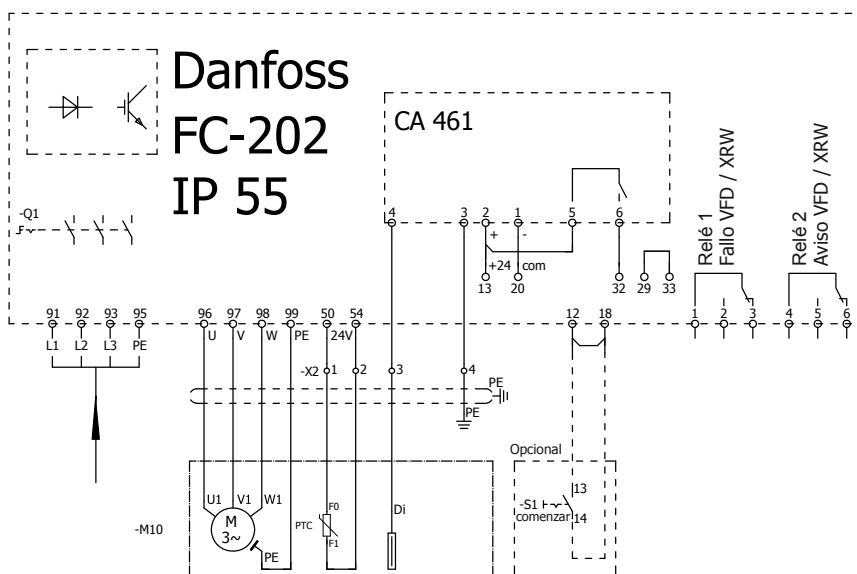 Danfoss
FC-202
IP 55
CA 461
-Q1
4 3 2 1 5 6
+ -
+24 com
13 20 32 29 33
Relé 1
Fallo VFD / XRW
Relé 2
Aviso VFD / XRW
91 92 93 95 96 97 98 99 50 54 12 18 1 2 3 4 5 6
L1 L2 L3 PE U V W PE 24V
-X2 1 2 3 4
PE
PE
Opcional
-S1
comenzar
13
14
-M10
U1 V1 W1
M
3~
PE
PTC
F0
F1
Di